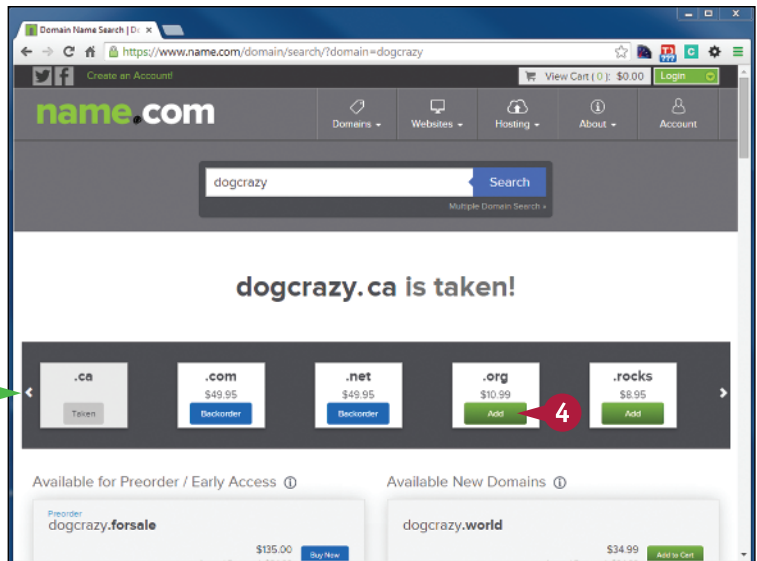 Domain Name Search | Do
https://www.name.com/domain/search/?domain=dogcrazy
Create an Account!
View Cart ( 0 ): $0.00
Login
name.com
Domains
Websites
Hosting
About
Account
dogcrazy
Search
Multiple Domain Search »
dogcrazy.ca is taken!
.ca
Taken
.com
$49.95
Backorder
.net
$49.95
Backorder
.org
$10.99
Add
4
.rocks
$8.95
Add
Available for Preorder / Early Access
Available New Domains
Preorder
dogcrazy.forsale
$135.00
Buy Now
dogcrazy.world
$34.99
Add to Cart